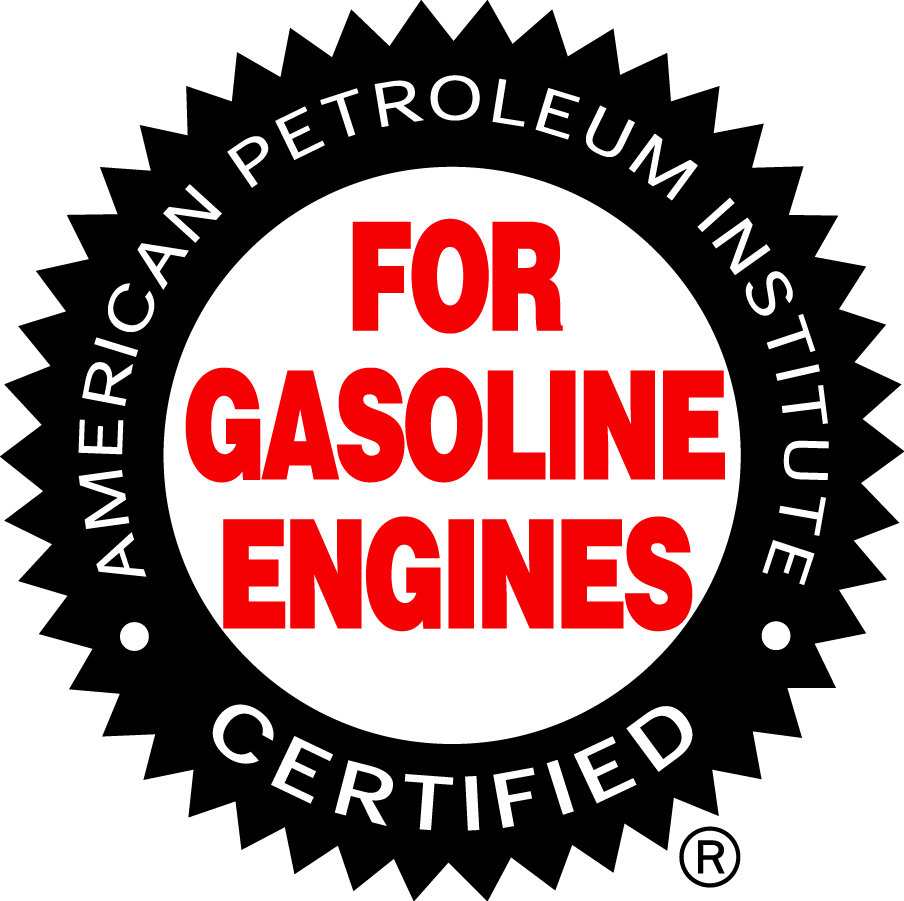 AMERICAN PETROLEUM INSTITUTE
FOR
GASOLINE
ENGINES
• CERTIFIED •
®